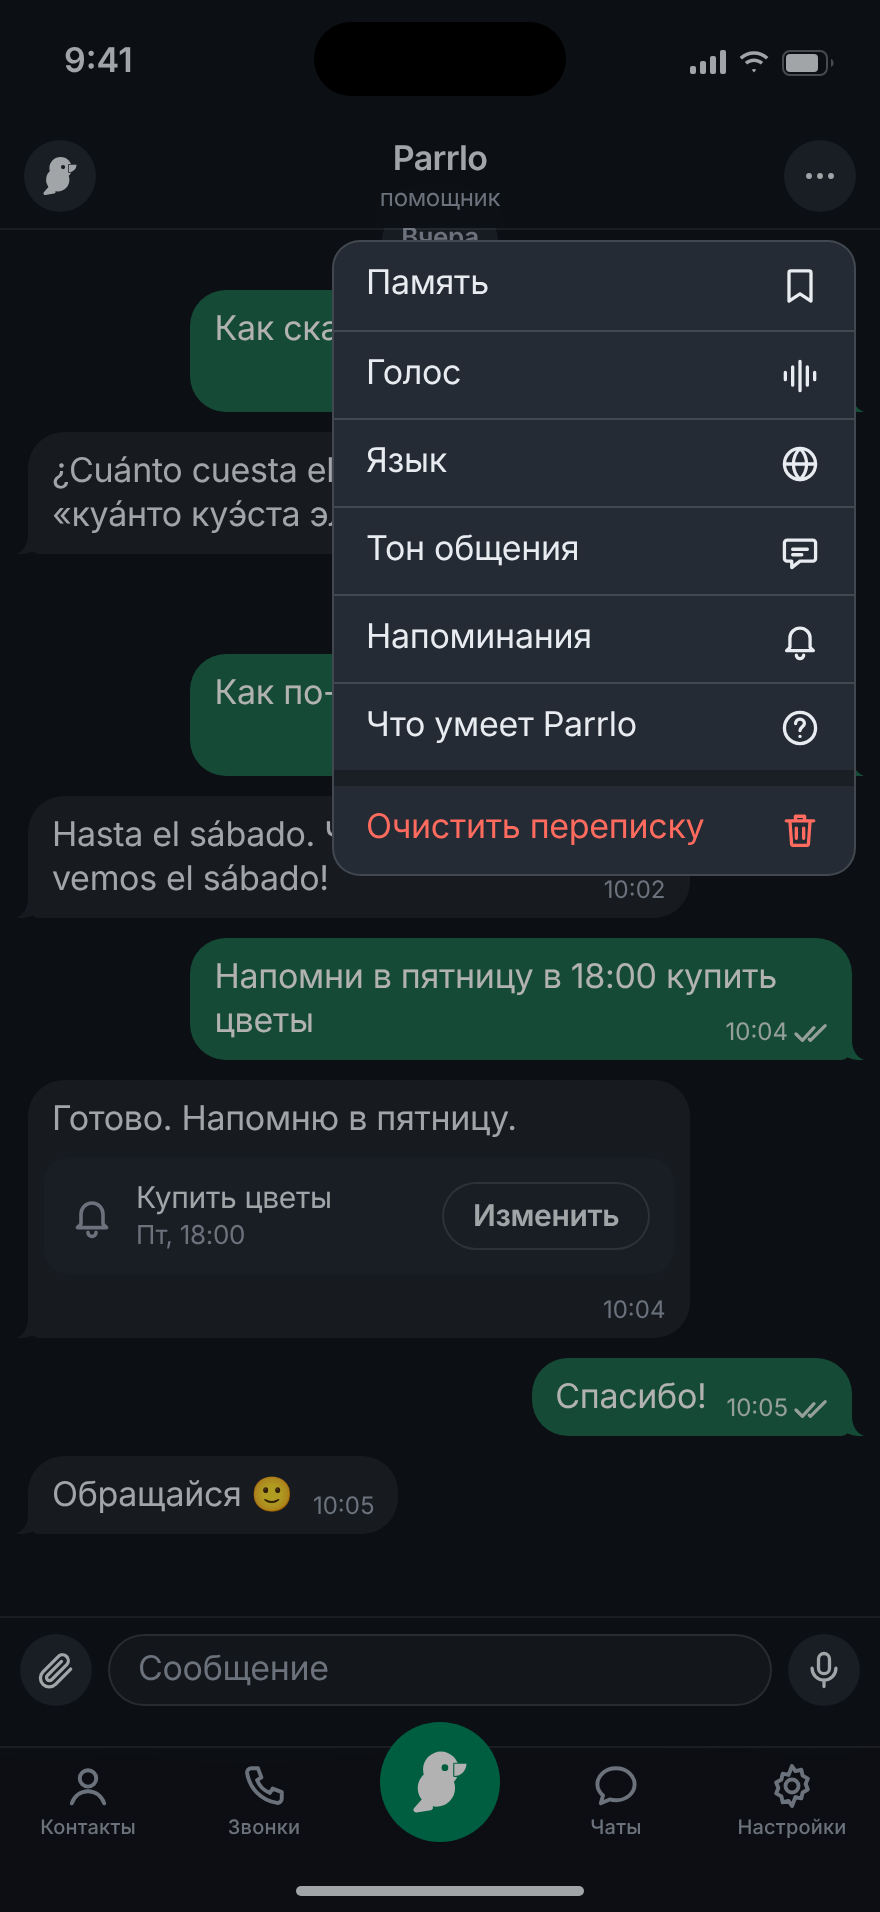 9:41
Parrlo
помощник
Вчера
Память
Голос
Язык
Тон общения
Напоминания
Что умеет Parrlo
Очистить переписку
Как
¿Cuánto cuesta el
«куа́нто куэ́ста
Как по-
Hasta el sábado.
vemos el sábado!
10:02
Напомни в пятницу в 18:00 купить
цветы
10:04
Готово. Напомню в пятницу.
Купить цветы
Пт, 18:00
Изменить
10:04
Спасибо!
10:05
Обращайся 🙂
10:05
Сообщение
Контакты
Звонки
Чаты
Настройки